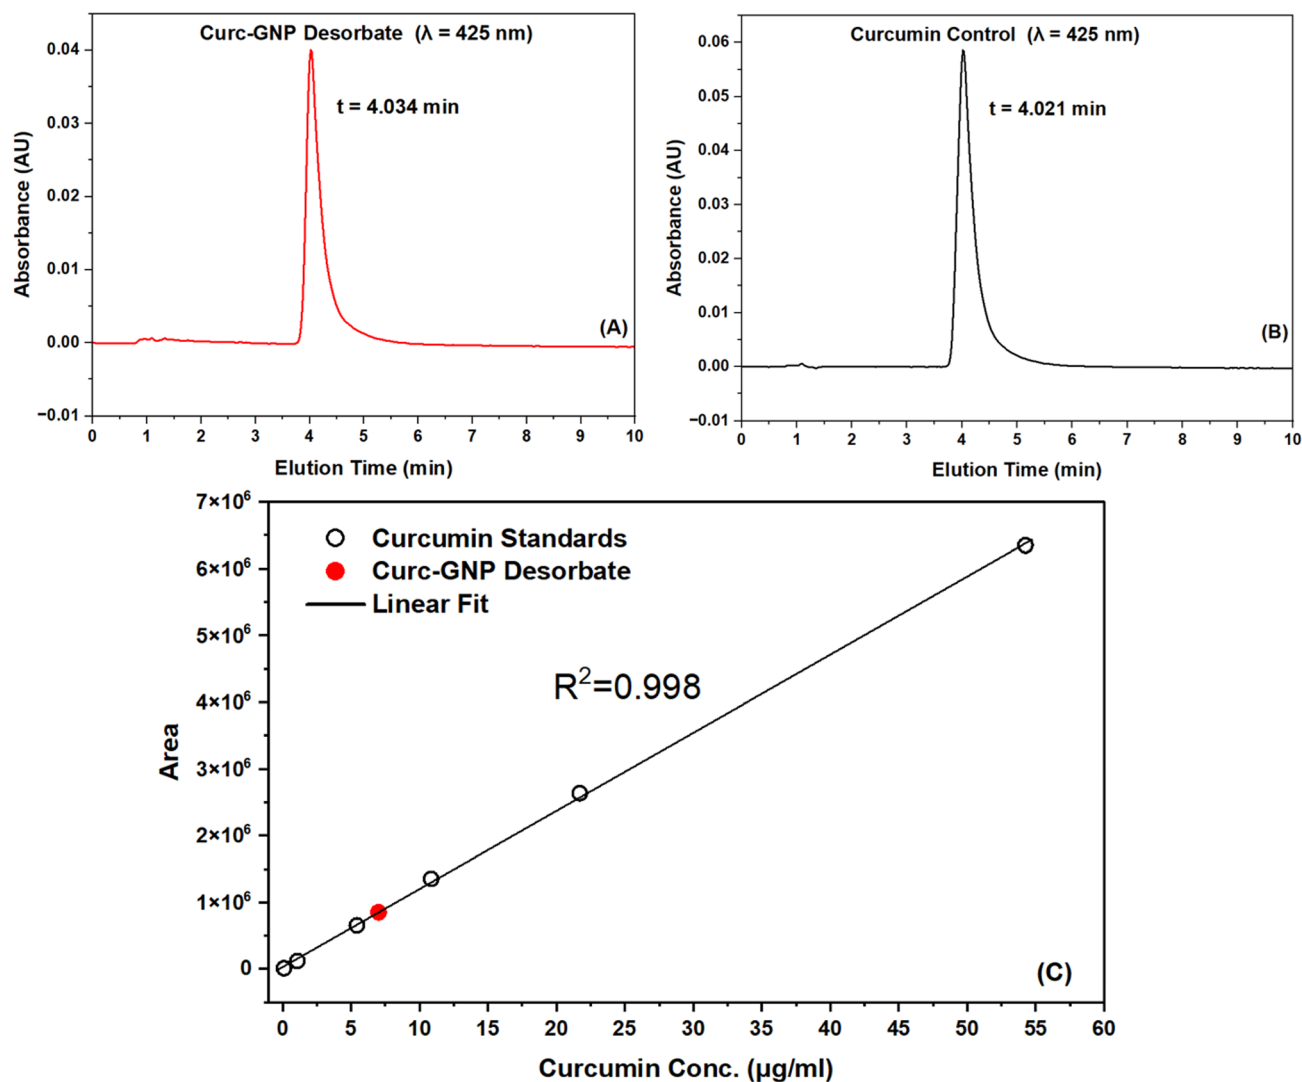 Curc-GNP Desorbate (λ = 425 nm)
t = 4.034 min
Absorbance (AU)
0.04
0.03
0.02
0.01
0.00
−0.01
(A)
0 1 2 3 4 5 6 7 8 9 10
Elution Time (min)
Curcumin Control (λ = 425 nm)
t = 4.021 min
Absorbance (AU)
0.06
0.05
0.04
0.03
0.02
0.01
0.00
−0.01
(B)
0 1 2 3 4 5 6 7 8 9 10
Elution Time (min)
7×10⁶
6×10⁶
5×10⁶
4×10⁶
3×10⁶
2×10⁶
1×10⁶
0
Area
Curcumin Standards
Curc-GNP Desorbate
Linear Fit
R²=0.998
(C)
0 5 10 15 20 25 30 35 40 45 50 55 60
Curcumin Conc. (µg/ml)